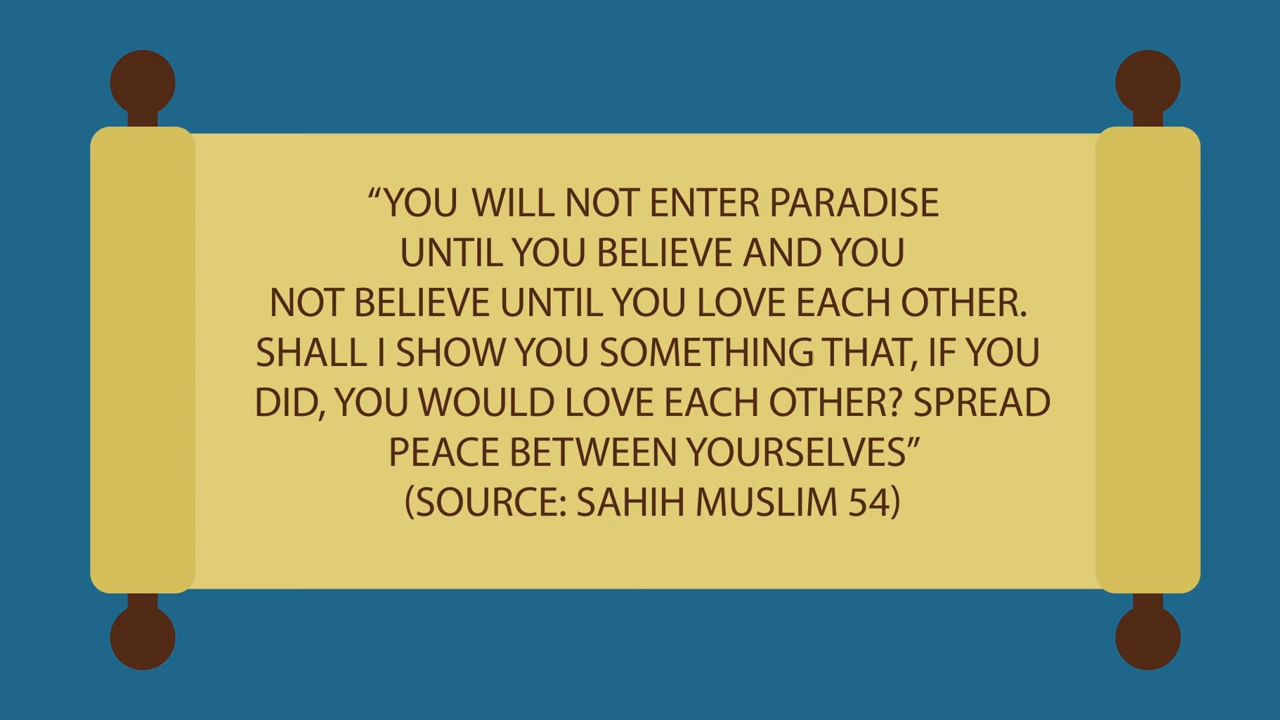 “YOU WILL NOT ENTER PARADISE
UNTIL YOU BELIEVE AND YOU
NOT BELIEVE UNTIL YOU LOVE EACH OTHER.
SHALL I SHOW YOU SOMETHING THAT, IF YOU
DID, YOU WOULD LOVE EACH OTHER? SPREAD
PEACE BETWEEN YOURSELVES”
(SOURCE: SAHIH MUSLIM 54)